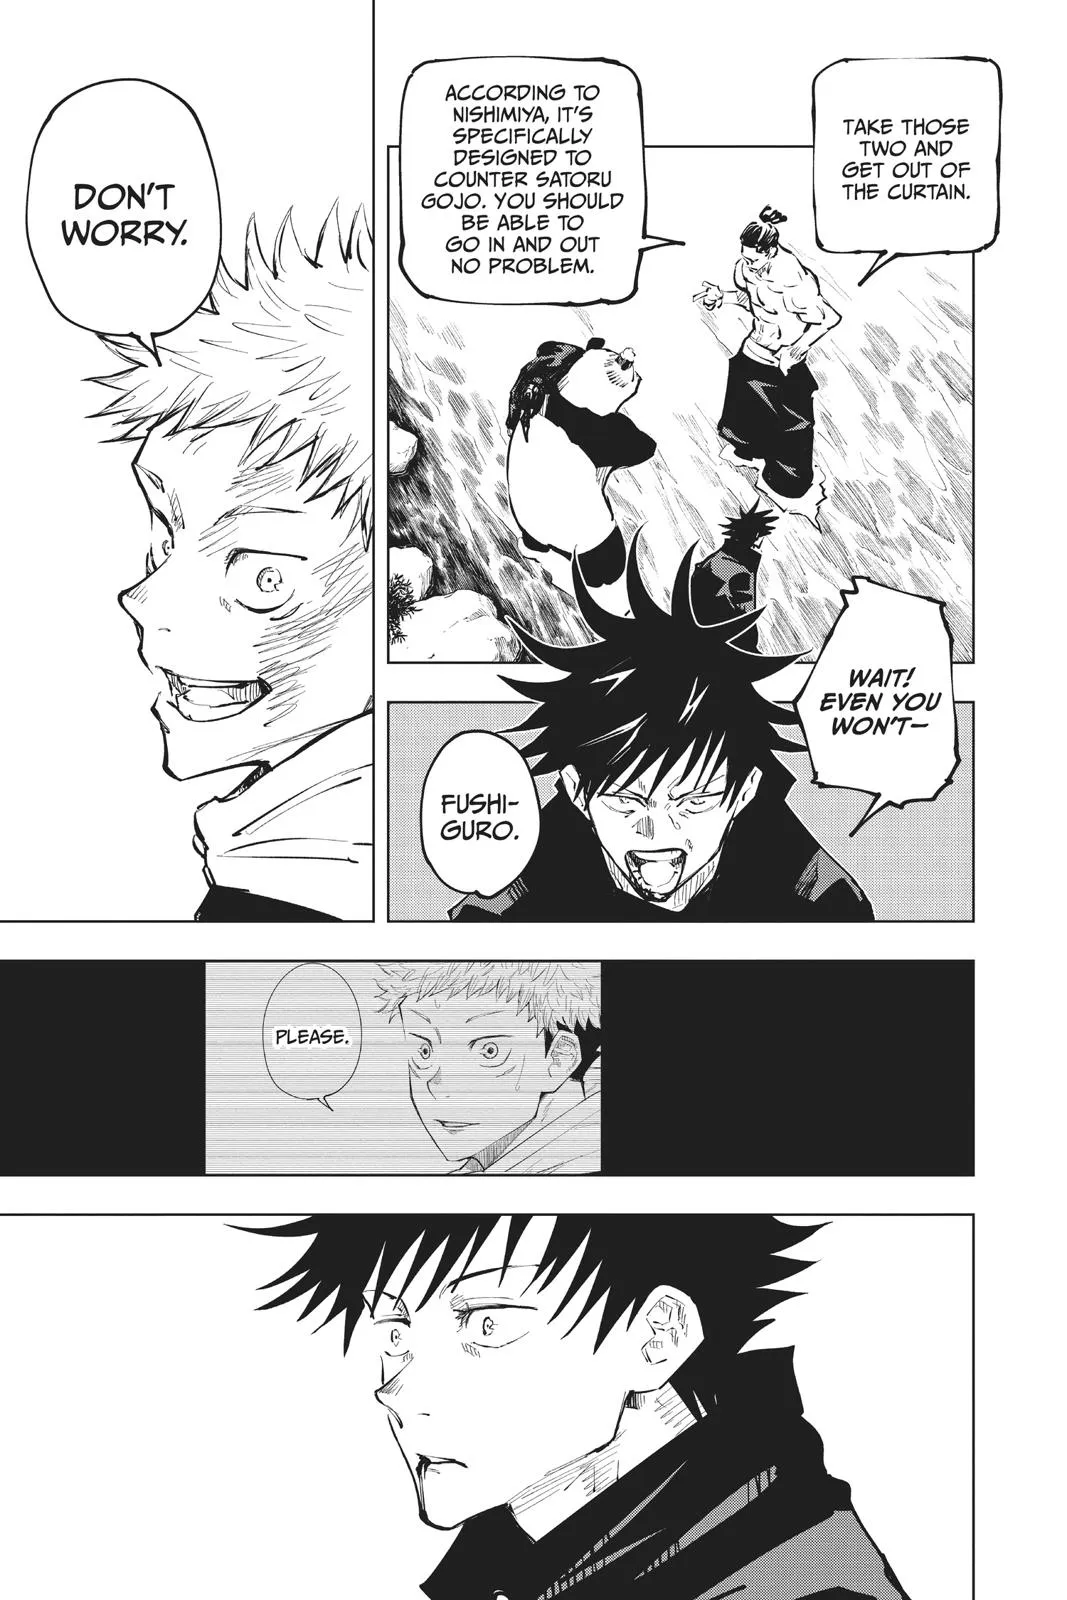 TAKE THOSE
TWO AND
GET OUT OF
THE CURTAIN.
ACCORDING TO
NISHIMIYA, IT'S
SPECIFICALLY
DESIGNED TO
COUNTER SATORU
GOJO. YOU SHOULD
BE ABLE TO
GO IN AND OUT
NO PROBLEM.
WAIT!
EVEN YOU
WON'T–
FUSHI-
GURO.
DON'T
WORRY.
PLEASE.